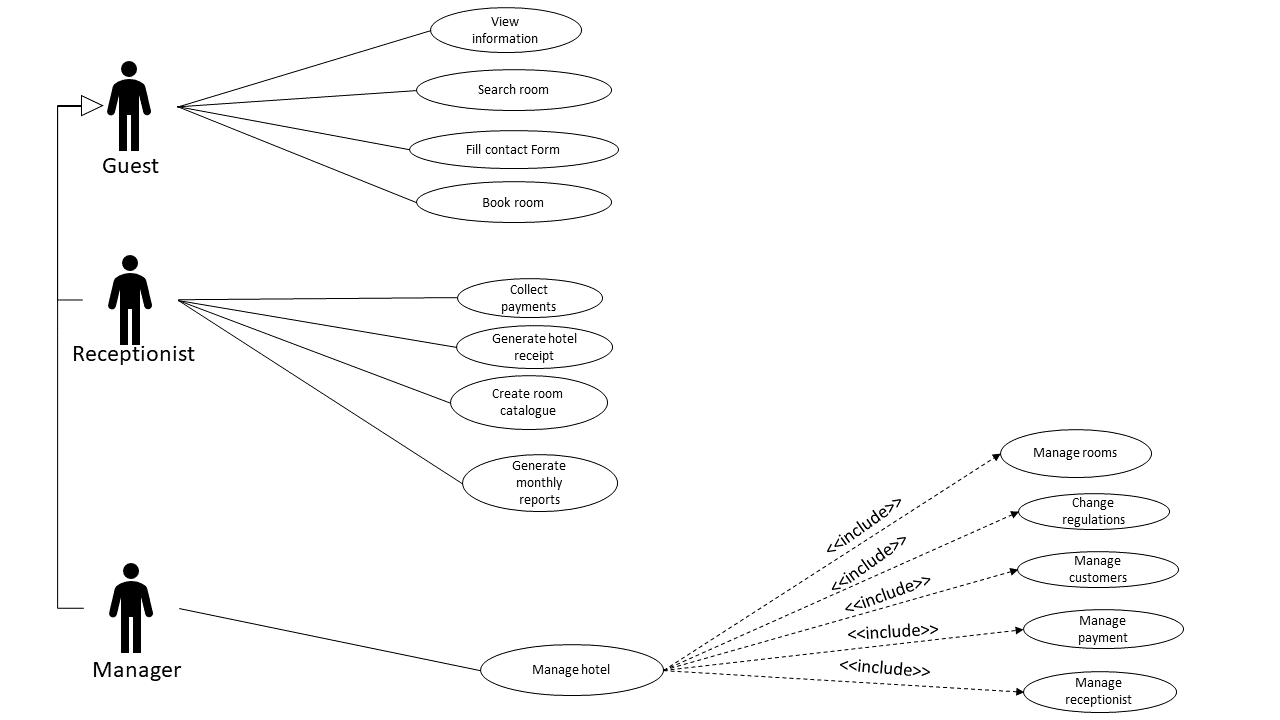 View
information
Search room
Fill contact Form
Book room
Guest
Collect
payments
Generate hotel
receipt
Create room
catalogue
Generate
monthly
reports
Receptionist
Manager
Manage hotel
<<include>>
<<include>>
<<include>>
<<include>>
<<include>>
Manage rooms
Change
regulations
Manage
customers
Manage
payment
Manage
receptionist